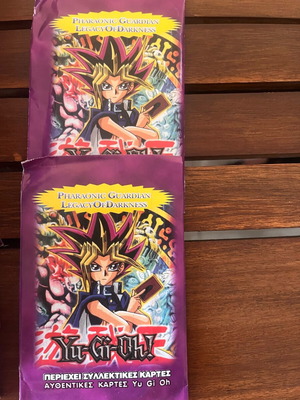 PHARAONIC GUARDIAN
LEGACY OF DARKNESS
PHARAONIC GUARDIAN
LEGACY OF DARKNESS
Yu-Gi-Oh!
ΠΕΡΙΕΧΕΙ ΣΥΛΛΕΚΤΙΚΕΣ ΚΑΡΤΕΣ
ΑΥΘΕΝΤΙΚΕΣ ΚΑΡΤΕΣ Yu Gi Oh